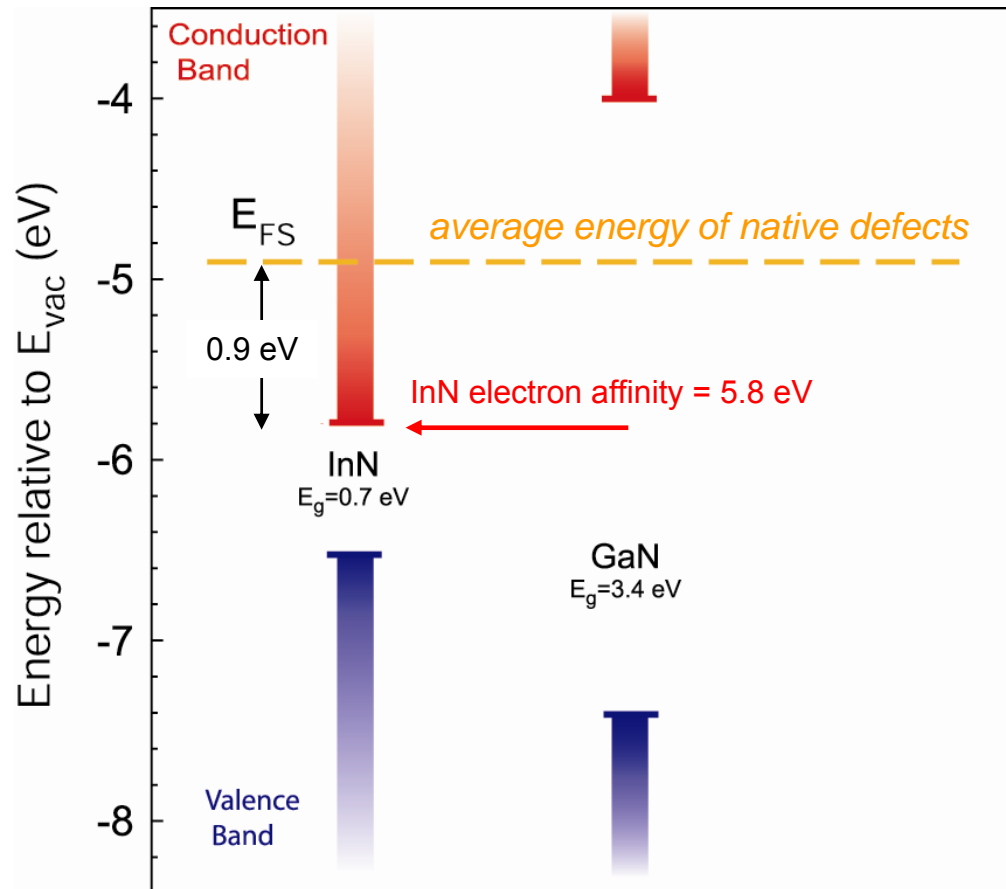 Conduction
Band
-4
E_FS
average energy of native defects
-5
0.9 eV
InN electron affinity = 5.8 eV
-6
InN
E_g=0.7 eV
GaN
E_g=3.4 eV
-7
Valence
Band
-8
Energy relative to E_vac (eV)